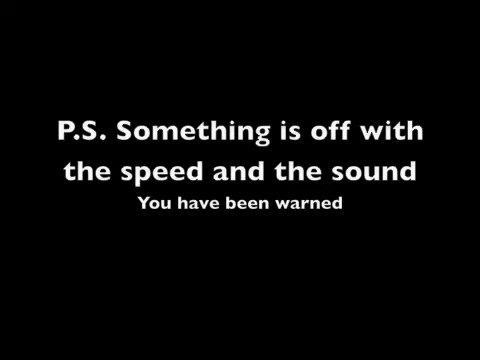 P.S. Something is off with
the speed and the sound
You have been warned